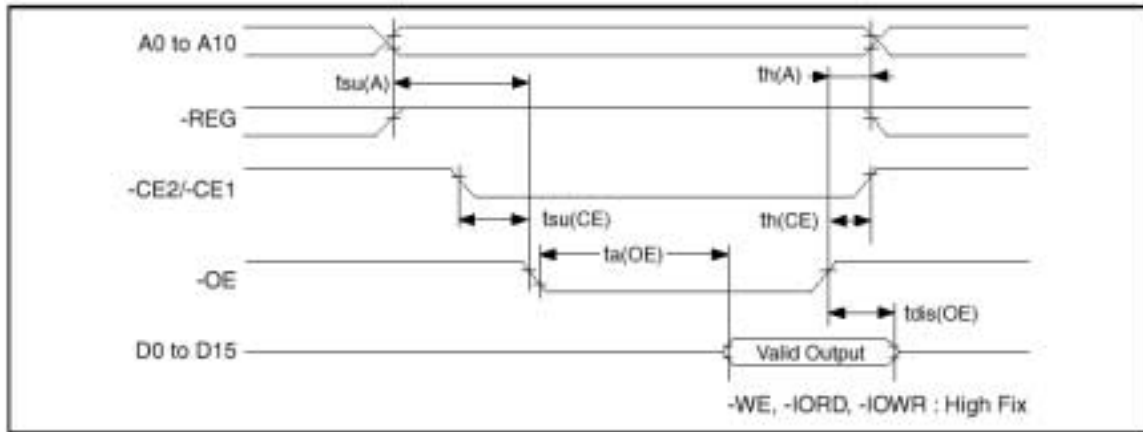 A0 to A10
tsu(A)
th(A)
-REG
-CE2/-CE1
tsu(CE)
th(CE)
ta(OE)
-OE
tdis(OE)
D0 to D15
Valid Output
-WE, -IORD, -IOWR : High Fix